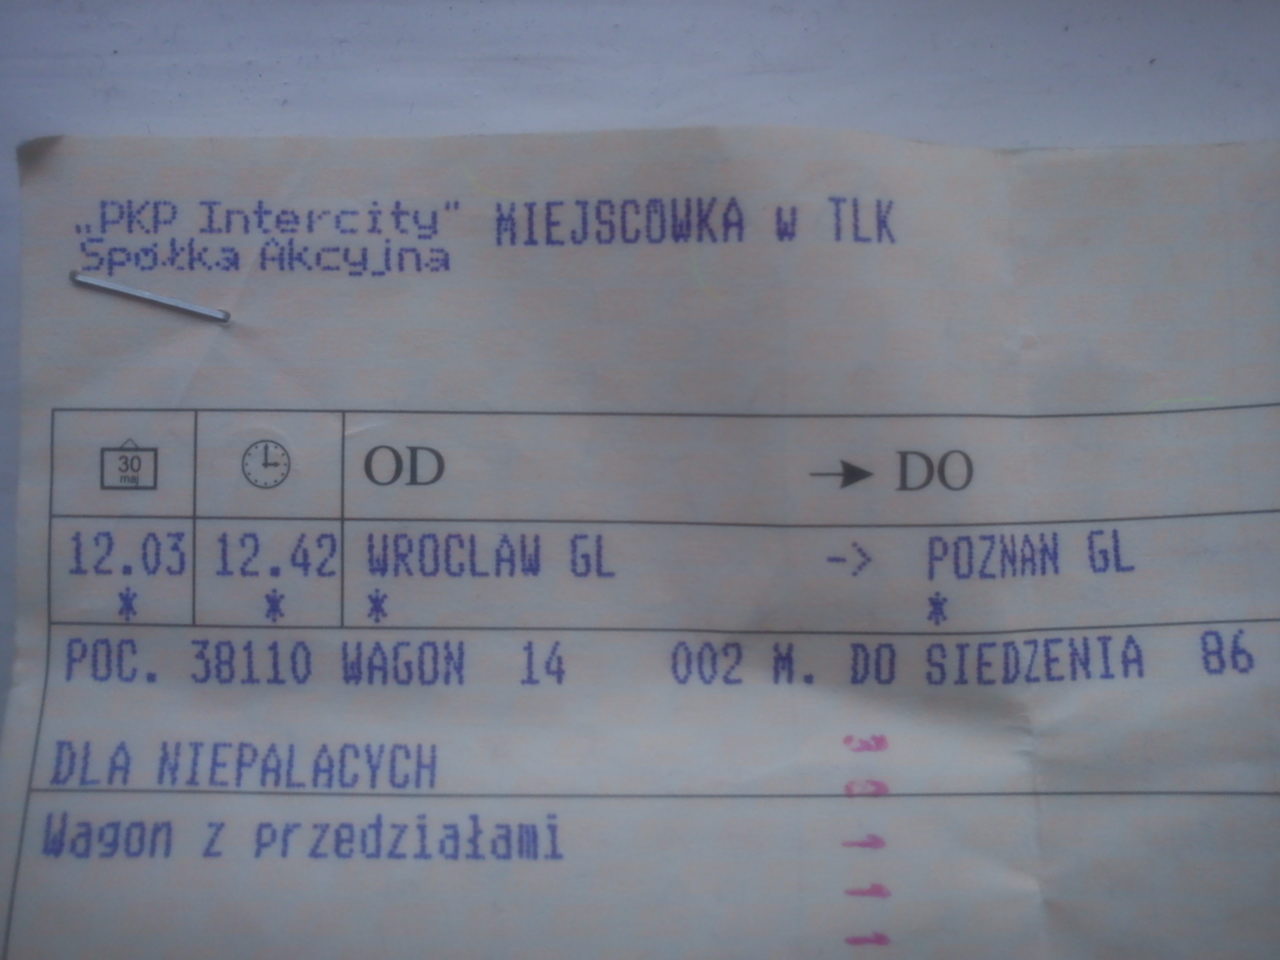 „PKP Intercity" MIEJSCOWKA w TLK
Spółka Akcyjna
30 maj OD → DO
12.03 12.42 WROCLAW GL -> POZNAN GL
* * * *
POC. 38110 WAGON 14 002 M. DO SIEDZENIA 86
DLA NIEPALACYCH
Wagon z przedziałami